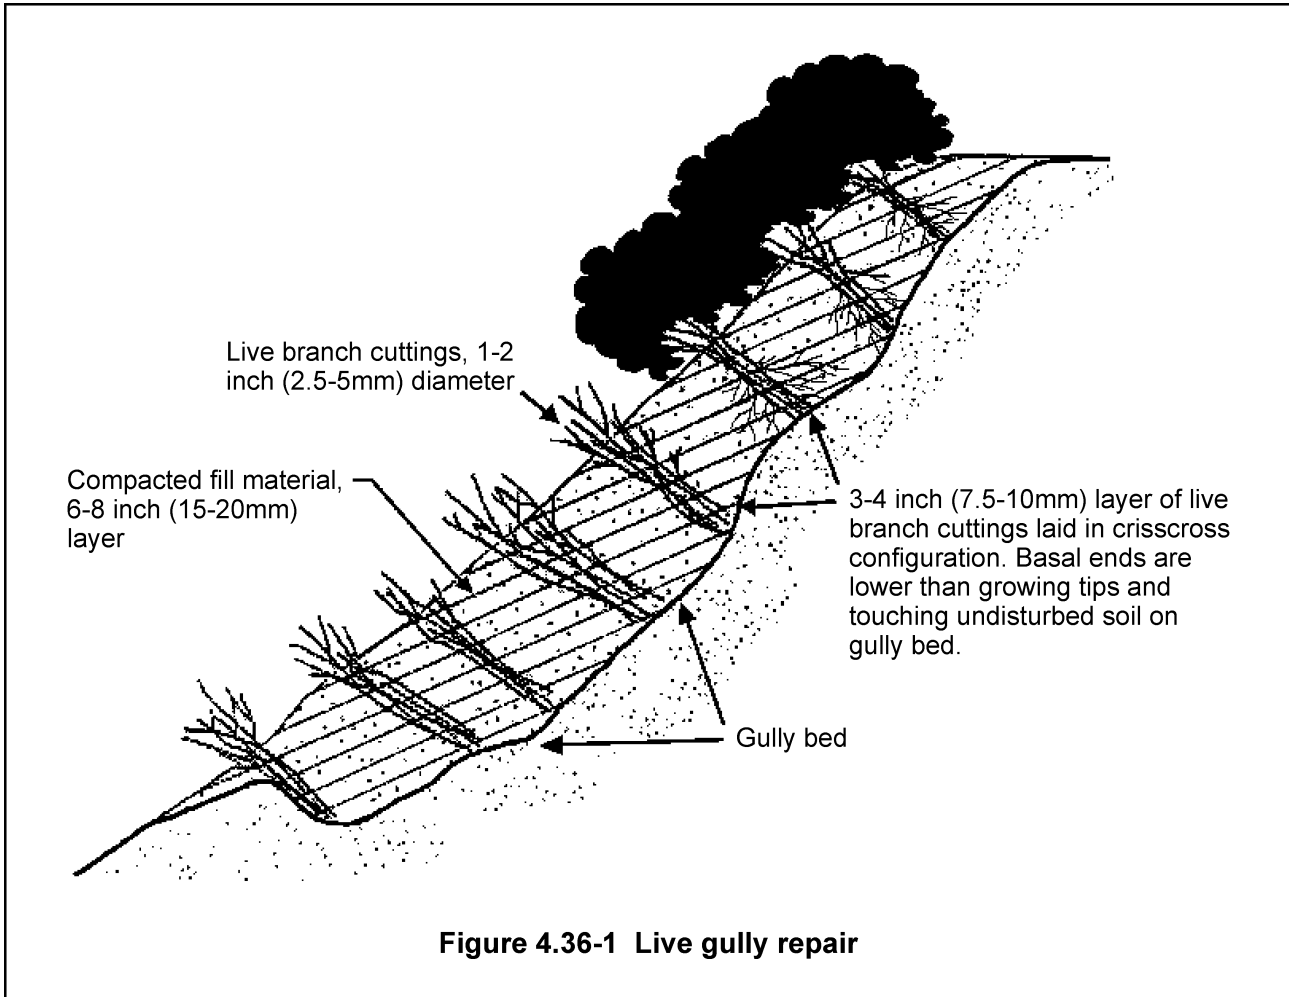 Live branch cuttings, 1-2
inch (2.5-5mm) diameter
Compacted fill material,
6-8 inch (15-20mm)
layer
3-4 inch (7.5-10mm) layer of live
branch cuttings laid in crisscross
configuration. Basal ends are
lower than growing tips and
touching undisturbed soil on
gully bed.
Gully bed
Figure 4.36-1 Live gully repair